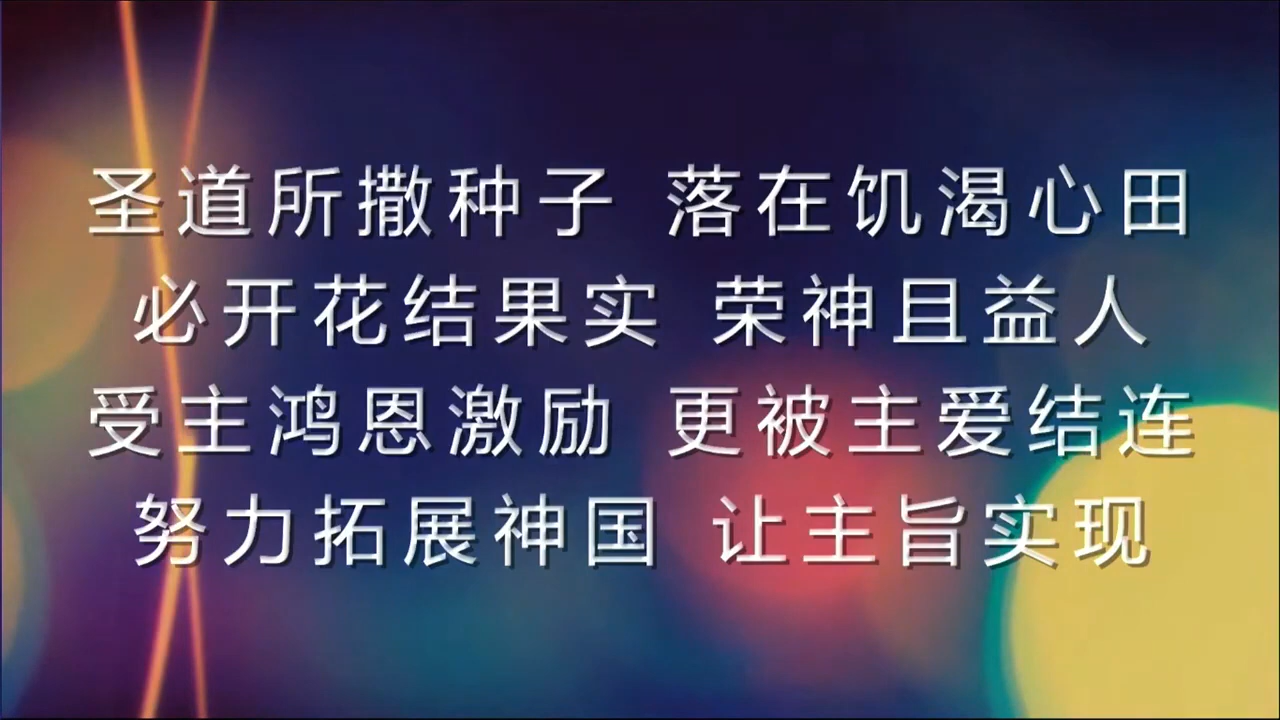 圣道所撒种子 落在饥渴心田
必开花结果实 荣神且益人
受主鸿恩激励 更被主爱结连
努力拓展神国 让主旨实现